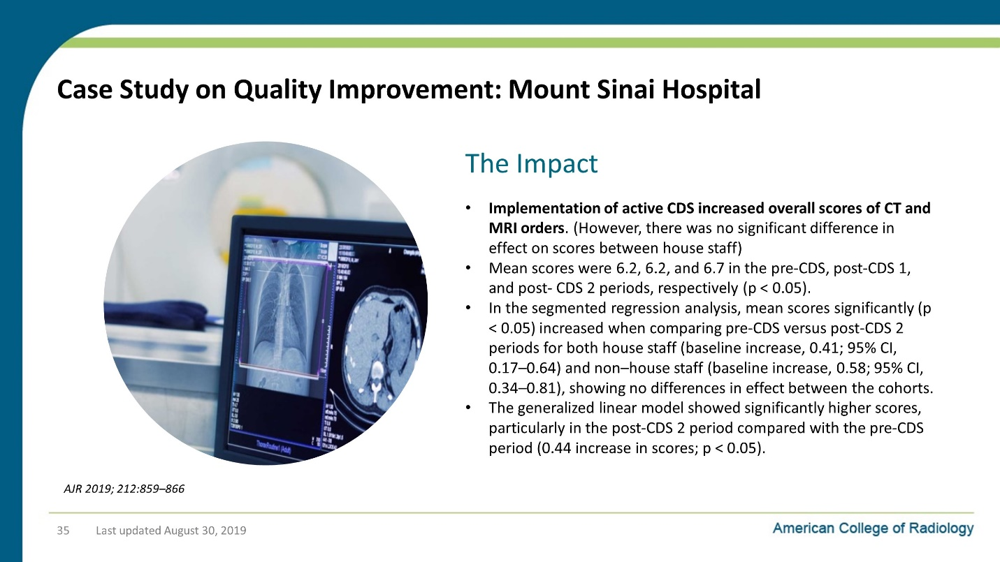 Case Study on Quality Improvement: Mount Sinai Hospital
The Impact
• Implementation of active CDS increased overall scores of CT and
MRI orders. (However, there was no significant difference in
effect on scores between house staff)
• Mean scores were 6.2, 6.2, and 6.7 in the pre-CDS, post-CDS 1,
and post- CDS 2 periods, respectively (p < 0.05).
• In the segmented regression analysis, mean scores significantly (p
< 0.05) increased when comparing pre-CDS versus post-CDS 2
periods for both house staff (baseline increase, 0.41; 95% CI,
0.17–0.64) and non–house staff (baseline increase, 0.58; 95% CI,
0.34–0.81), showing no differences in effect between the cohorts.
• The generalized linear model showed significantly higher scores,
particularly in the post-CDS 2 period compared with the pre-CDS
period (0.44 increase in scores; p < 0.05).
ThoraxRoutine1 (Adult)
AJR 2019; 212:859–866
35 Last updated August 30, 2019
American College of Radiology